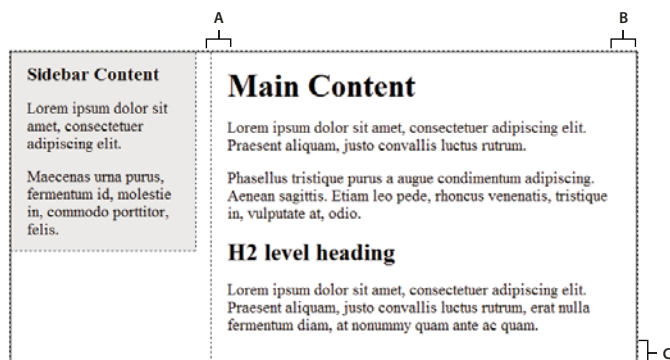 A
B
Sidebar Content
Lorem ipsum dolor sit
amet, consectetuer
adipiscing elit.
Maecenas urna purus,
fermentum id, molestie
in, commodo porttitor,
felis.
Main Content
Lorem ipsum dolor sit amet, consectetuer adipiscing elit.
Praesent aliquam, justo convallis luctus rutrum.
Phasellus tristique purus a augue condimentum adipiscing.
Aenean sagittis. Etiam leo pede, rhoncus venenatis, tristique
in, vulputate at, odio.
H2 level heading
Lorem ipsum dolor sit amet, consectetuer adipiscing elit.
Praesent aliquam, justo convallis luctus rutrum, erat nulla
fermentum diam, at nonummy quam ante ac quam.
C